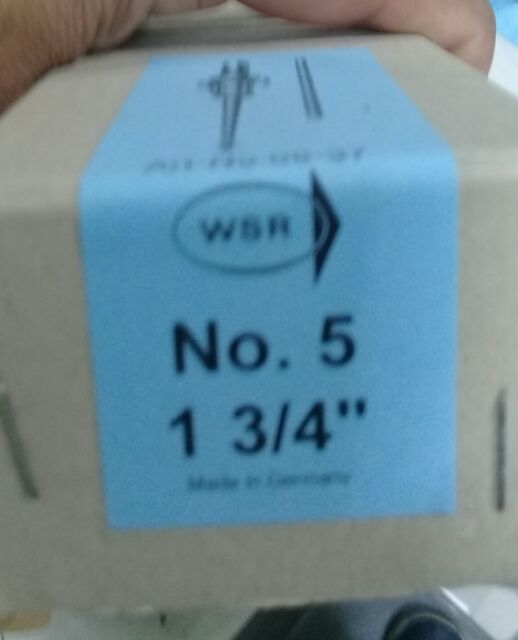 WSR
No. 5
1 3/4"
Made in Germany